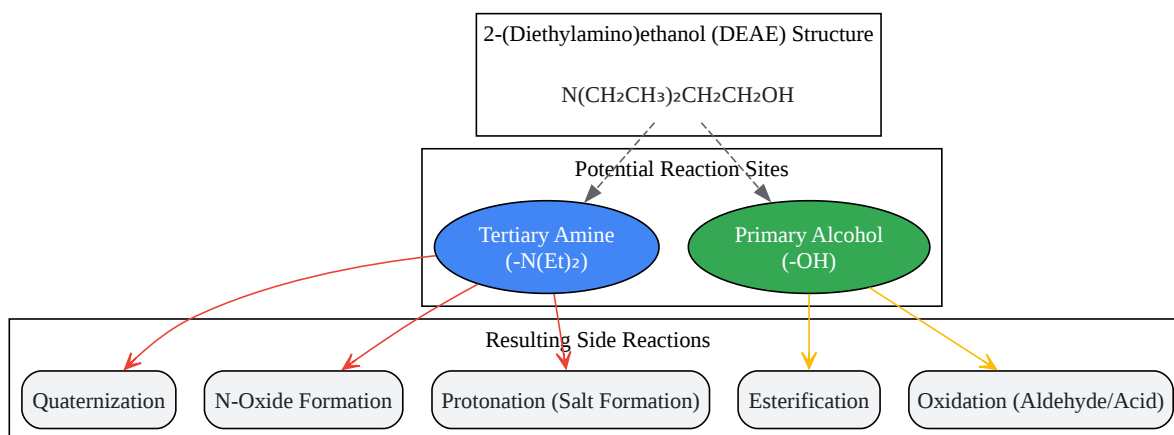 2-(Diethylamino)ethanol (DEAE) Structure
N(CH₂CH₃)₂CH₂CH₂OH
Potential Reaction Sites
Tertiary Amine
(-N(Et)₂)
Primary Alcohol
(-OH)
Resulting Side Reactions
Quaternization
N-Oxide Formation
Protonation (Salt Formation)
Esterification
Oxidation (Aldehyde/Acid)